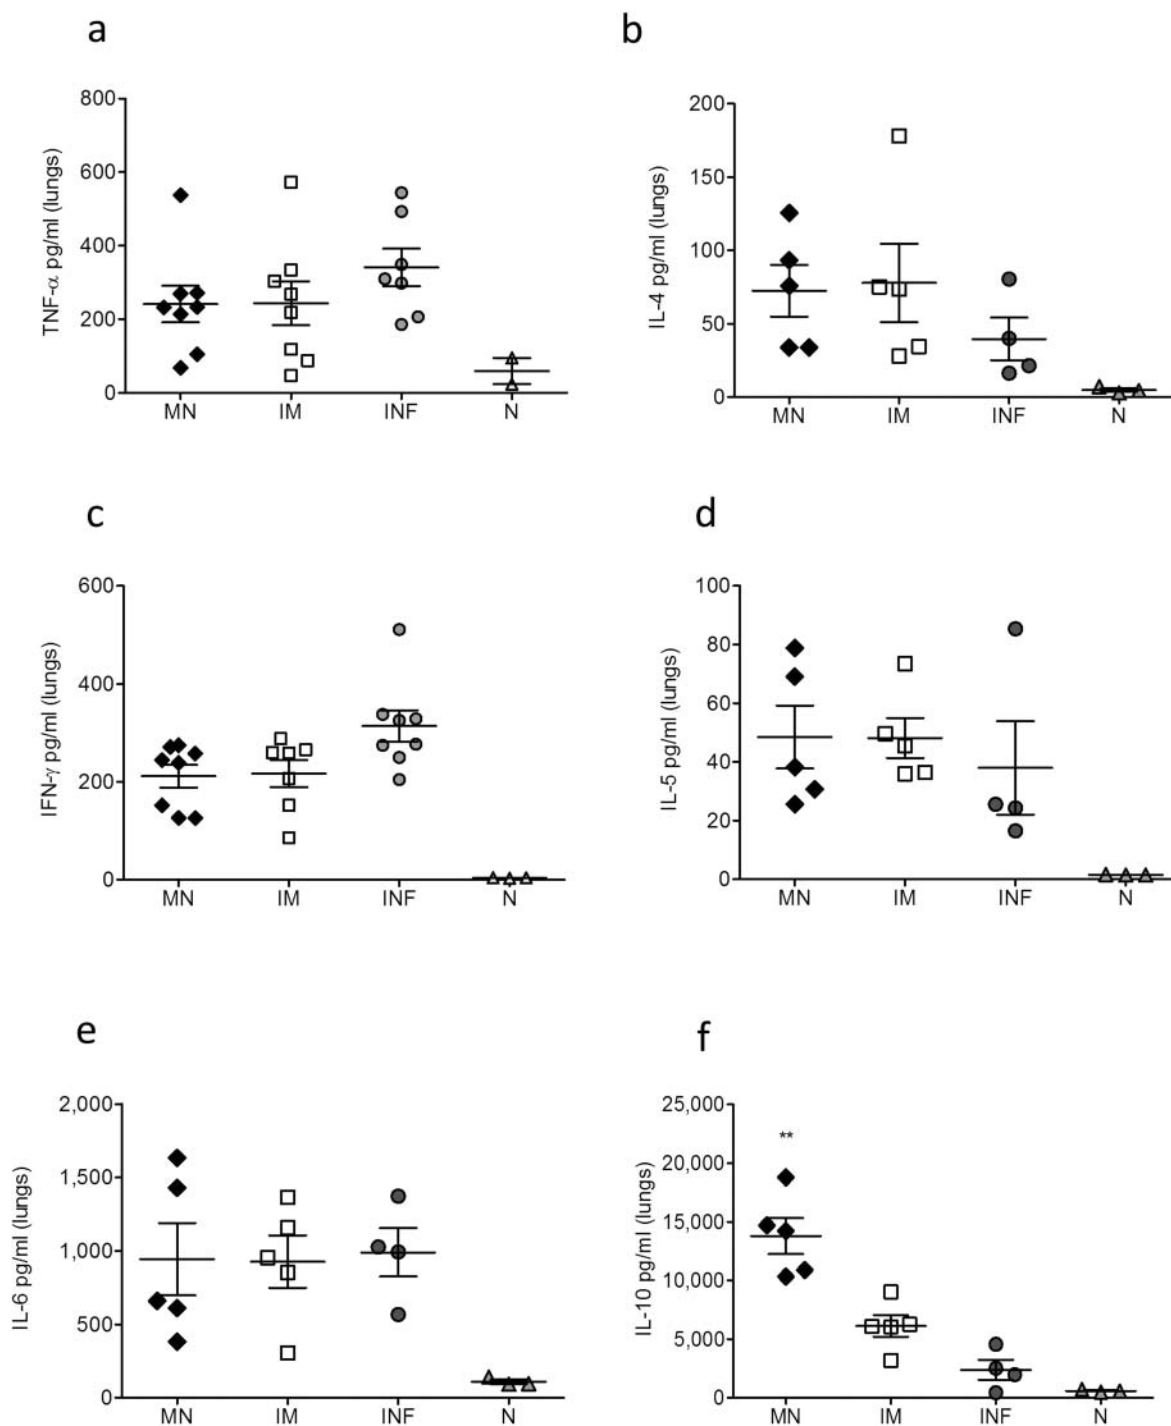 a
TNF-α pg/ml (lungs)
800
600
400
200
0
MN IM INF N
b
IL-4 pg/ml (lungs)
200
150
100
50
0
MN IM INF N
c
IFN-γ pg/ml (lungs)
600
400
200
0
MN IM INF N
d
IL-5 pg/ml (lungs)
100
80
60
40
20
0
MN IM INF N
e
IL-6 pg/ml (lungs)
2,000
1,500
1,000
500
0
MN IM INF N
f
IL-10 pg/ml (lungs)
25,000
20,000
15,000
10,000
5,000
0
**
MN IM INF N